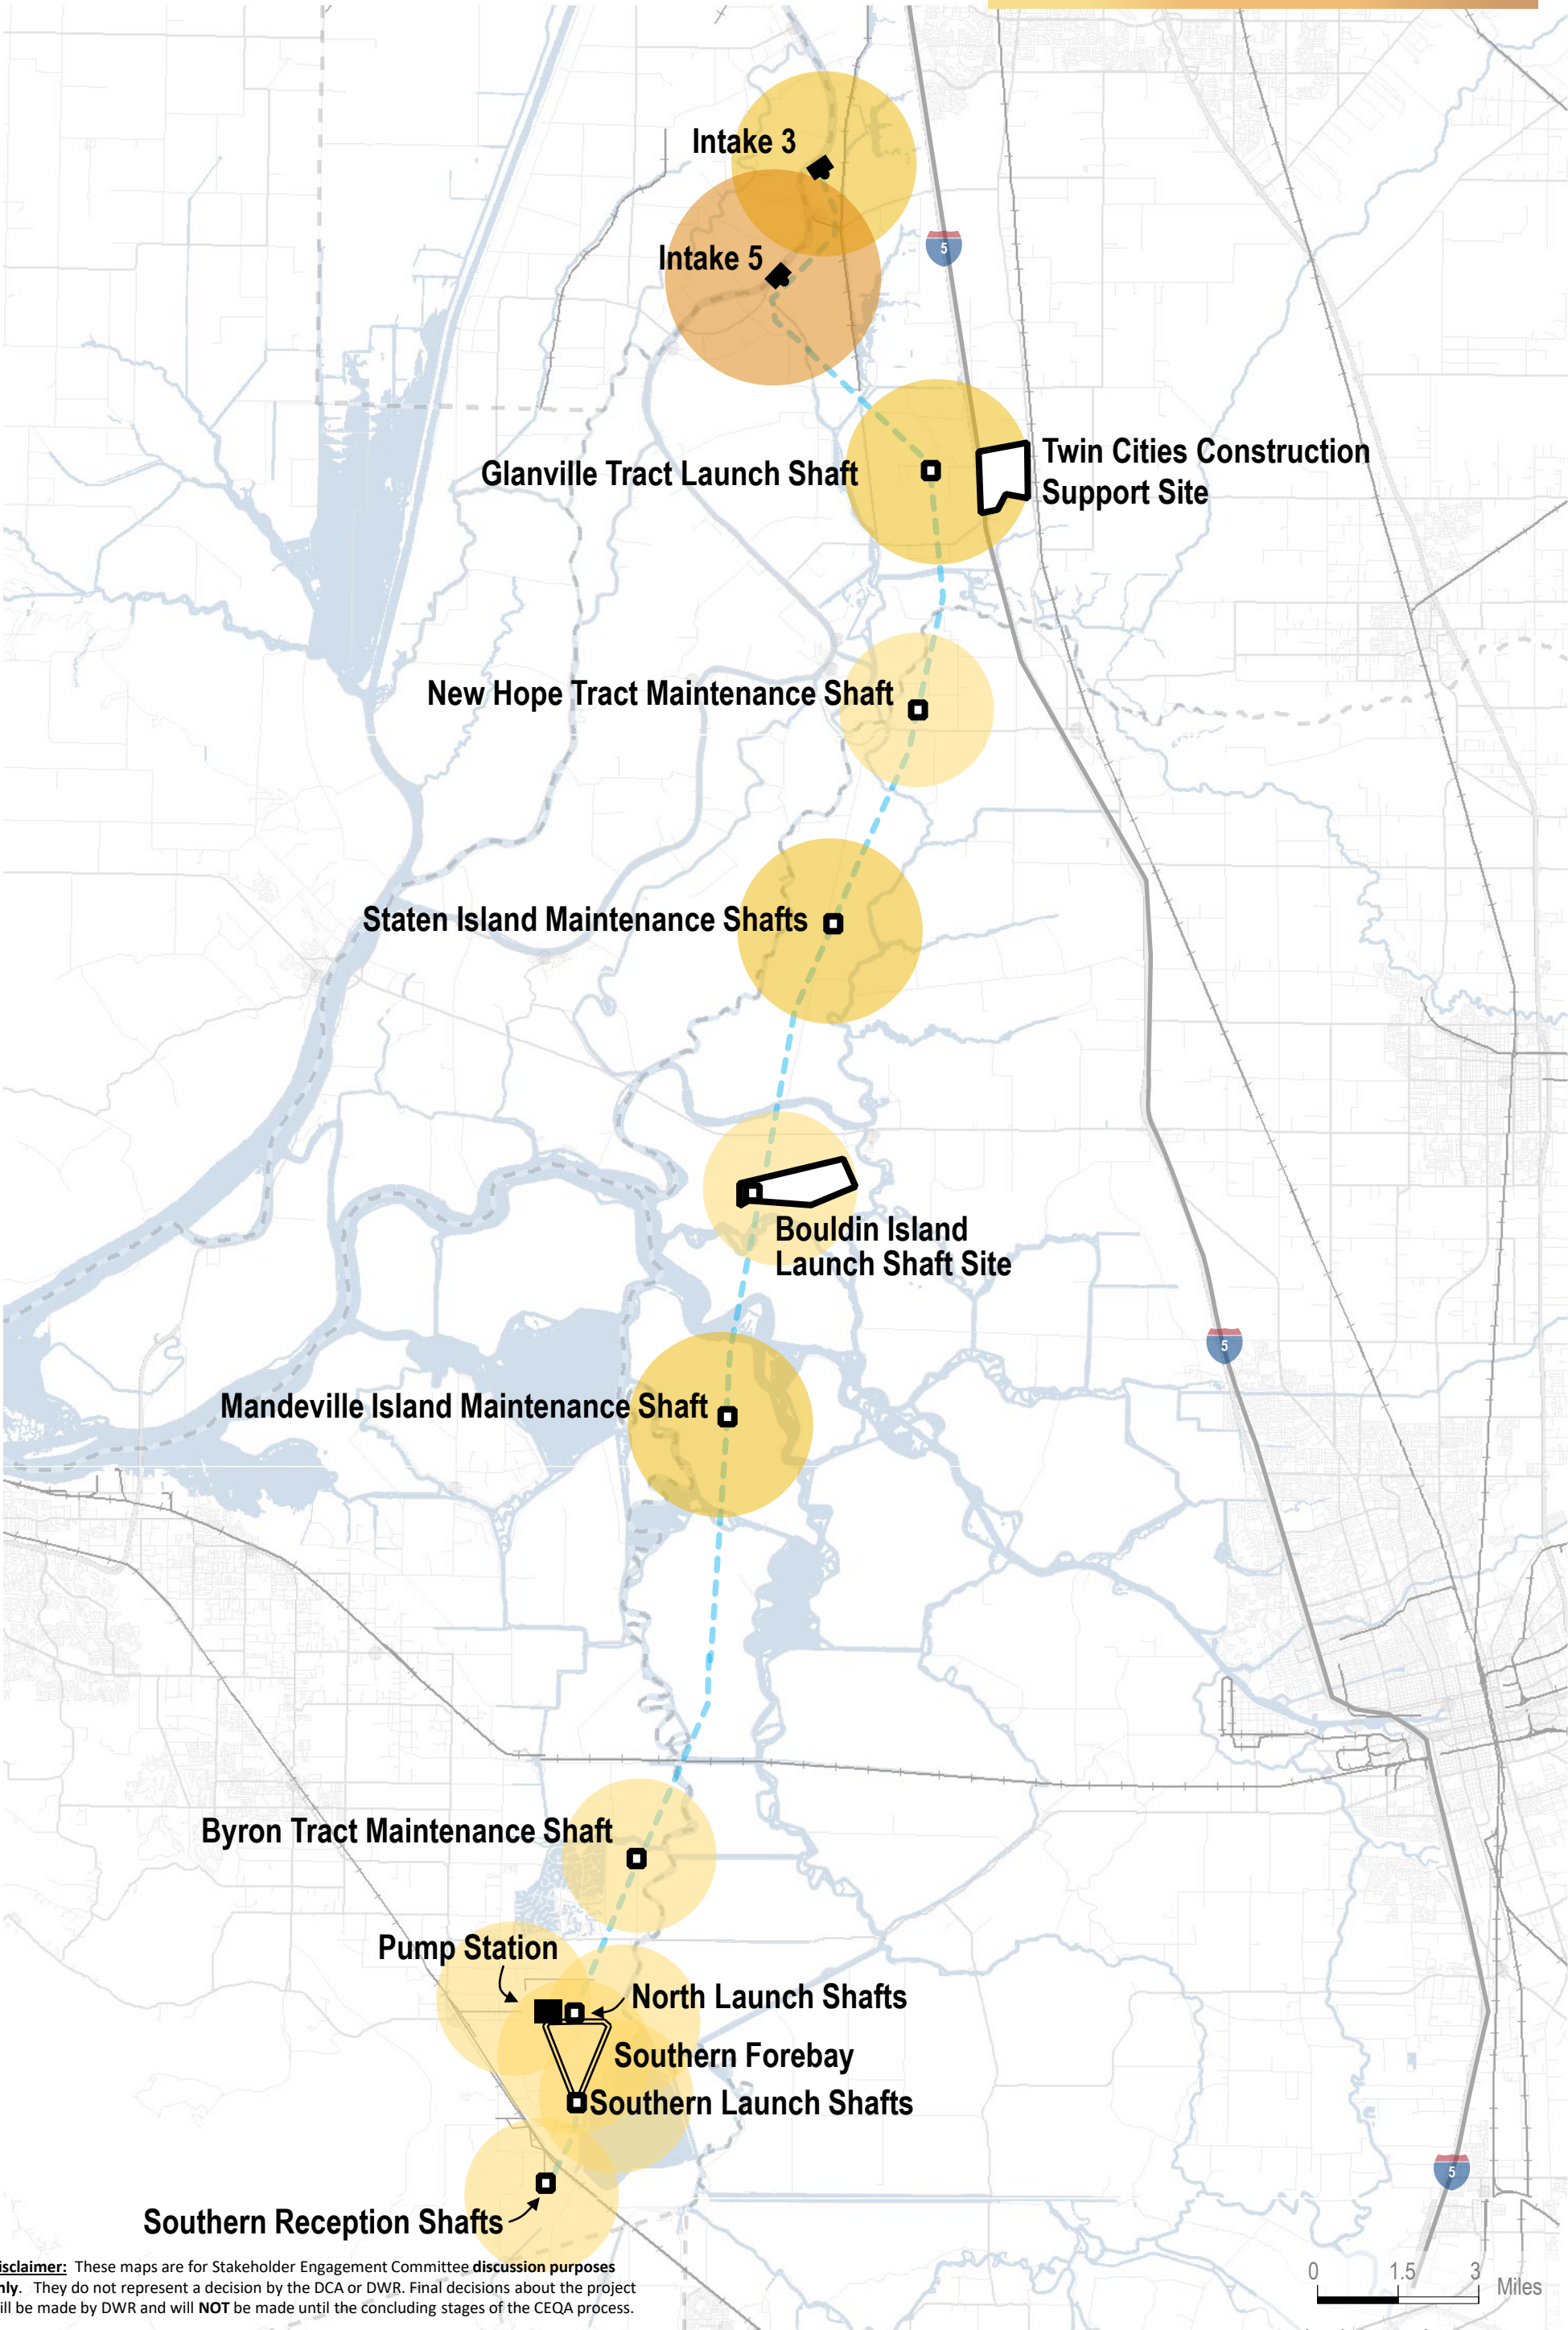 Intake 3
5
Intake 5
Glanville Tract Launch Shaft
Twin Cities Construction
Support Site
New Hope Tract Maintenance Shaft
Staten Island Maintenance Shafts
Bouldin Island
Launch Shaft Site
5
Mandeville Island Maintenance Shaft
Byron Tract Maintenance Shaft
Pump Station
North Launch Shafts
Southern Forebay
Southern Launch Shafts
5
Southern Reception Shafts
isclaimer: These maps are for Stakeholder Engagement Committee discussion purposes
nly. They do not represent a decision by the DCA or DWR. Final decisions about the project
ill be made by DWR and will NOT be made until the concluding stages of the CEQA process.
0 1.5 3
Miles